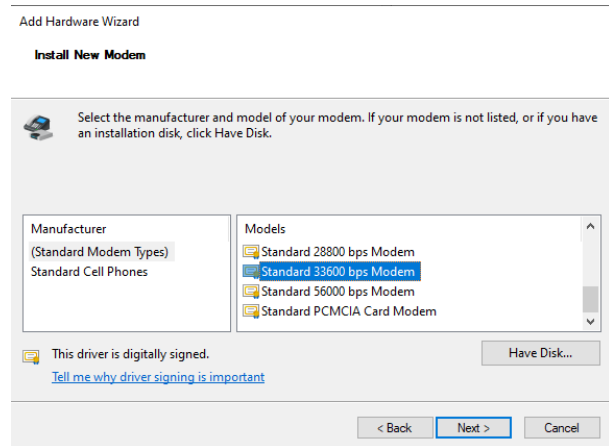 Add Hardware Wizard
Install New Modem
Select the manufacturer and model of your modem. If your modem is not listed, or if you have
an installation disk, click Have Disk.
Manufacturer
(Standard Modem Types)
Standard Cell Phones
Models
Standard 28800 bps Modem
Standard 33600 bps Modem
Standard 56000 bps Modem
Standard PCMCIA Card Modem
This driver is digitally signed.
Tell me why driver signing is important
Have Disk...
< Back
Next >
Cancel